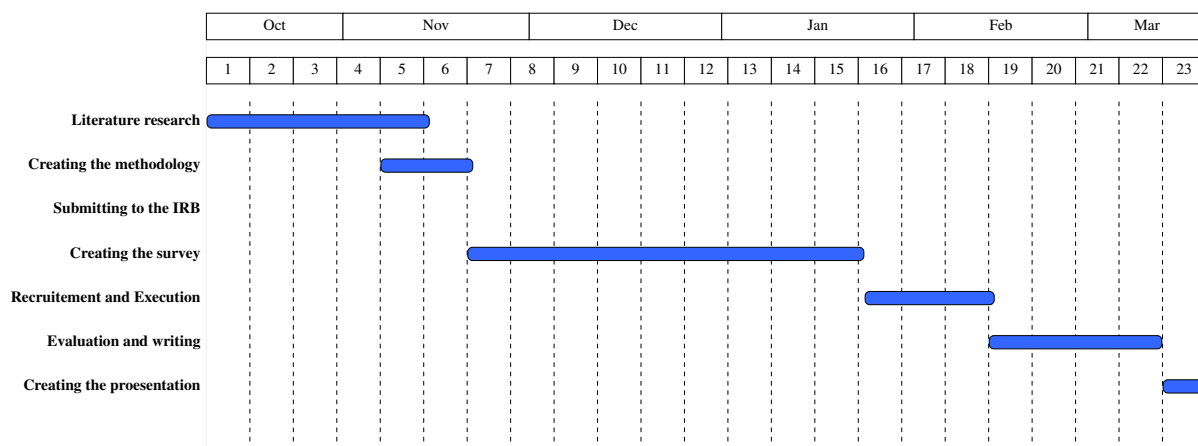 Oct Nov Dec Jan Feb Mar
1 2 3 4 5 6 7 8 9 10 11 12 13 14 15 16 17 18 19 20 21 22 23
Literature research
Creating the methodology
Submitting to the IRB
Creating the survey
Recruitement and Execution
Evaluation and writing
Creating the proesentation